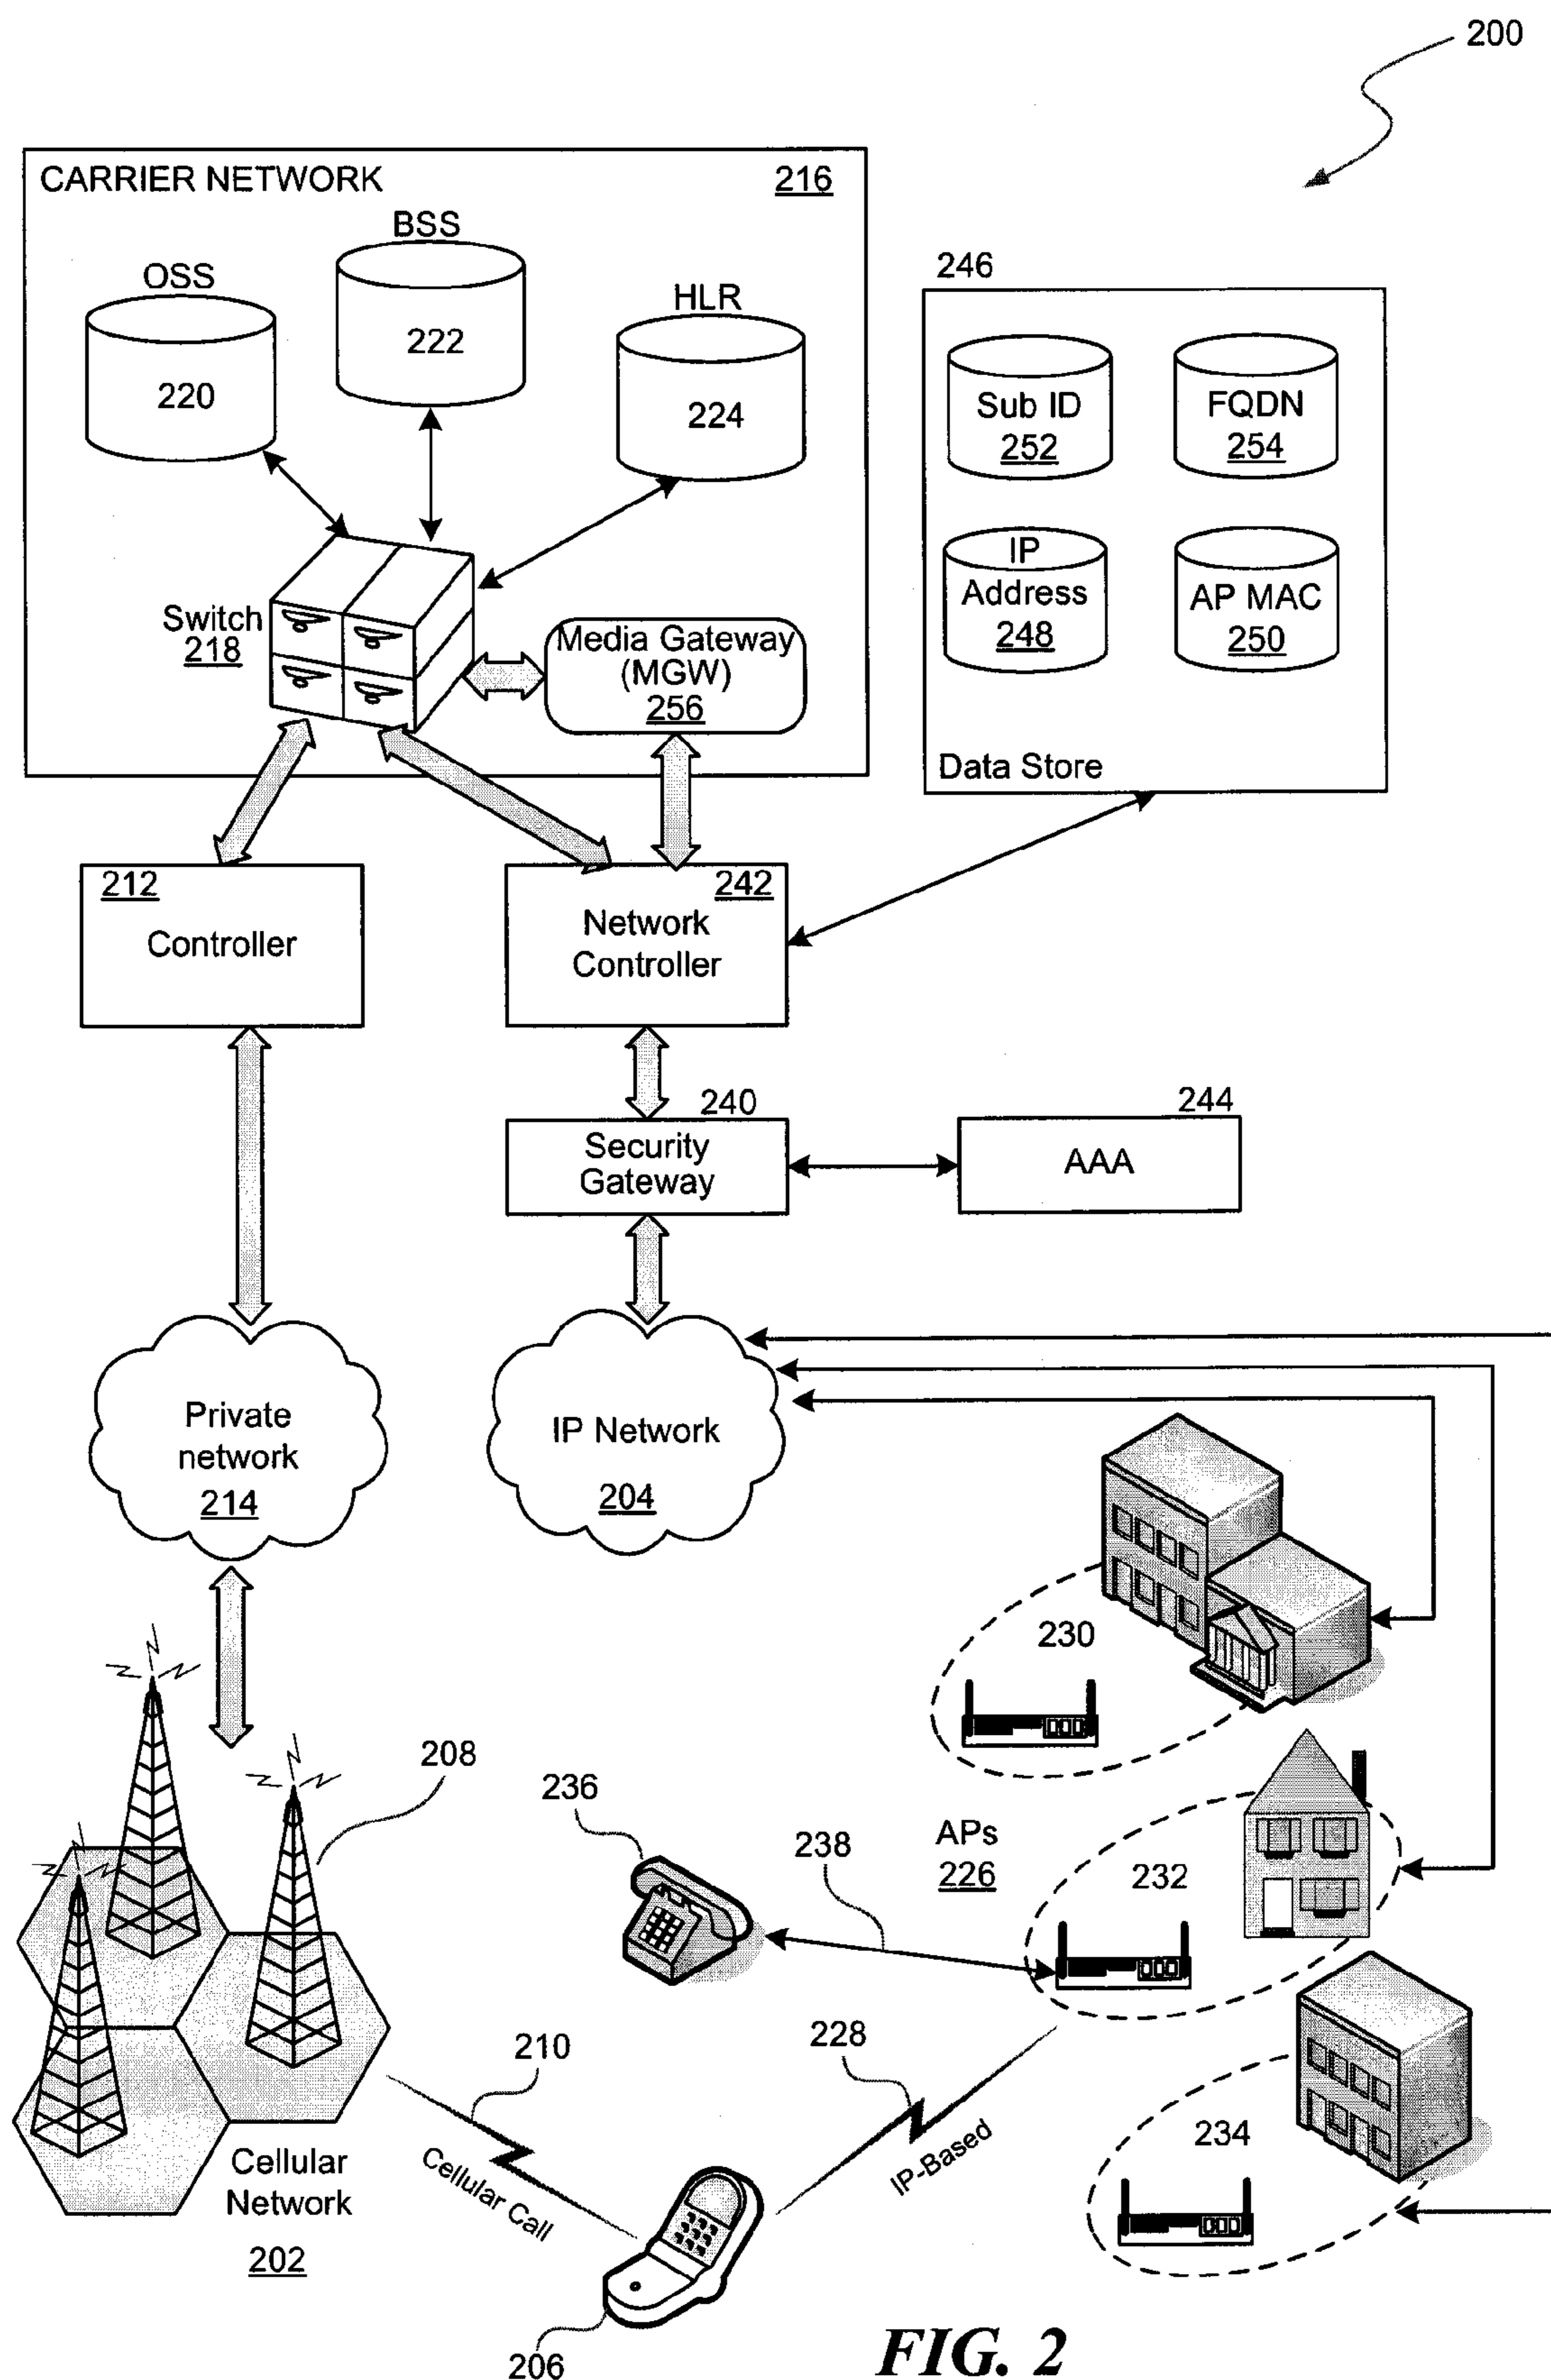 200
CARRIER NETWORK
216
BSS
OSS
HLR
222
220
224
246
Sub ID
252
FQDN
254
IP
Address
248
AP MAC
250
Data Store
Switch
218
Media Gateway
(MGW)
256
212
Controller
242
Network
Controller
240
Security
Gateway
244
AAA
Private
network
214
IP Network
204
230
208
236
238
APs
226
232
210
228
234
Cellular Call
IP-Based
Cellular
Network
202
206
FIG. 2